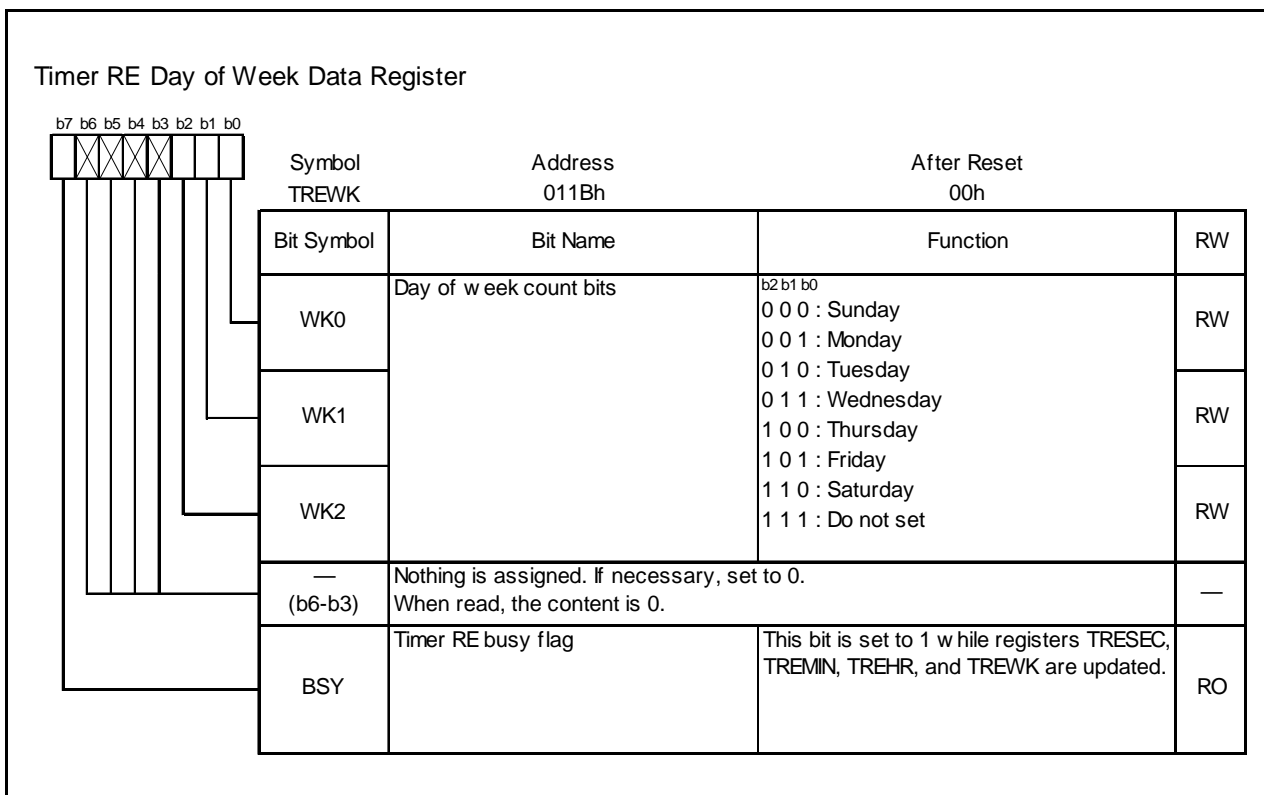 Timer RE Day of Week Data Register
b7 b6 b5 b4 b3 b2 b1 b0
Symbol Address After Reset
TREWK 011Bh 00h
Bit Symbol Bit Name Function RW
WK0 Day of week count bits b2 b1 b0 RW
0 0 0 : Sunday
0 0 1 : Monday
0 1 0 : Tuesday
WK1 0 1 1 : Wednesday RW
1 0 0 : Thursday
1 0 1 : Friday
WK2 1 1 0 : Saturday RW
1 1 1 : Do not set
— Nothing is assigned. If necessary, set to 0. —
(b6-b3) When read, the content is 0.
BSY Timer RE busy flag This bit is set to 1 while registers TRESEC, RO
TREMIN, TREHR, and TREWK are updated.